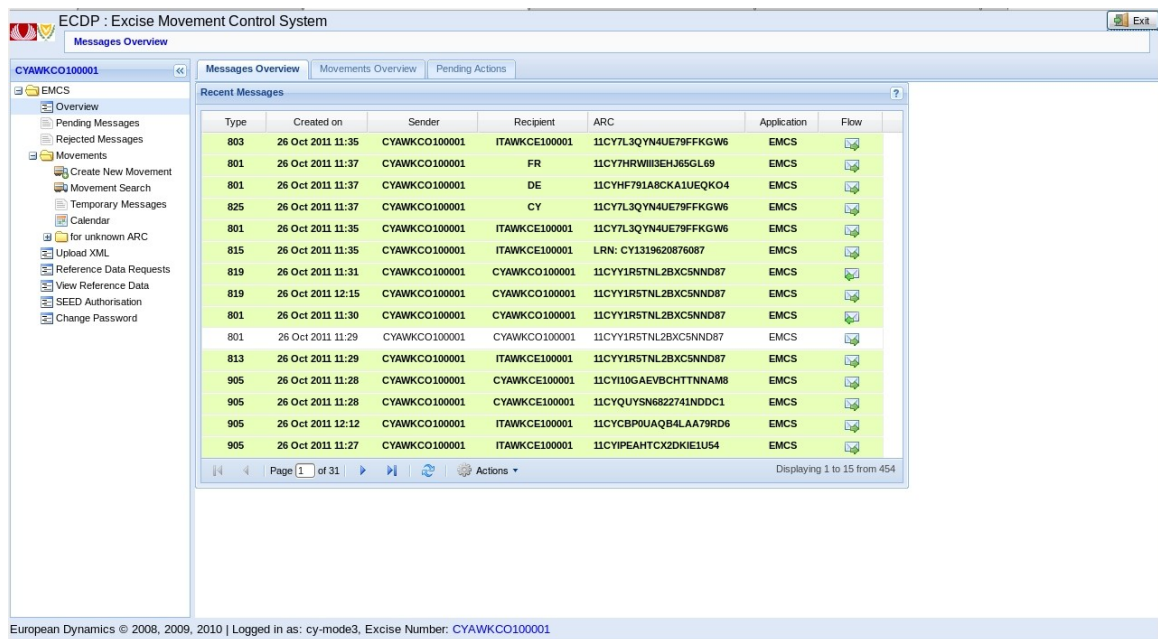 ECDP : Excise Movement Control System
Exit
Messages Overview
CYAWKCO100001
EMCS
Overview
Pending Messages
Rejected Messages
Movements
Create New Movement
Movement Search
Temporary Messages
Calendar
for unknown ARC
Upload XML
Reference Data Requests
View Reference Data
SEED Authorisation
Change Password
Messages Overview Movements Overview Pending Actions
Recent Messages ?
Type Created on Sender Recipient ARC Application Flow
803 26 Oct 2011 11:35 CYAWKCO100001 ITAWKCE100001 11CY7L3QYN4UE79FFKGW6 EMCS
801 26 Oct 2011 11:37 CYAWKCO100001 FR 11CY7HRWIII3EHJ65GL69 EMCS
801 26 Oct 2011 11:37 CYAWKCO100001 DE 11CYHF791A8CKA1UEQKO4 EMCS
825 26 Oct 2011 11:37 CYAWKCO100001 CY 11CY7L3QYN4UE79FFKGW6 EMCS
801 26 Oct 2011 11:35 CYAWKCO100001 ITAWKCE100001 11CY7L3QYN4UE79FFKGW6 EMCS
815 26 Oct 2011 11:35 CYAWKCO100001 ITAWKCE100001 LRN: CY1319620876087 EMCS
819 26 Oct 2011 11:31 CYAWKCO100001 CYAWKCO100001 11CYY1R5TNL2BXC5NND87 EMCS
819 26 Oct 2011 12:15 CYAWKCO100001 CYAWKCO100001 11CYY1R5TNL2BXC5NND87 EMCS
801 26 Oct 2011 11:30 CYAWKCO100001 CYAWKCO100001 11CYY1R5TNL2BXC5NND87 EMCS
801 26 Oct 2011 11:29 CYAWKCO100001 CYAWKCO100001 11CYY1R5TNL2BXC5NND87 EMCS
813 26 Oct 2011 11:29 CYAWKCO100001 ITAWKCE100001 11CYY1R5TNL2BXC5NND87 EMCS
905 26 Oct 2011 11:28 CYAWKCO100001 CYAWKCE100001 11CYI10GAEVBCHTTNNAM8 EMCS
905 26 Oct 2011 11:28 CYAWKCO100001 CYAWKCE100001 11CYQUYSN6822741NDDC1 EMCS
905 26 Oct 2011 12:12 CYAWKCO100001 ITAWKCE100001 11CYCBP0UAQB4LAA79RD6 EMCS
905 26 Oct 2011 11:27 CYAWKCO100001 ITAWKCE100001 11CYIPEAHTCX2DKIE1U54 EMCS
Page 1 of 31 Actions Displaying 1 to 15 from 454
European Dynamics © 2008, 2009, 2010 | Logged in as: cy-mode3, Excise Number: CYAWKCO100001